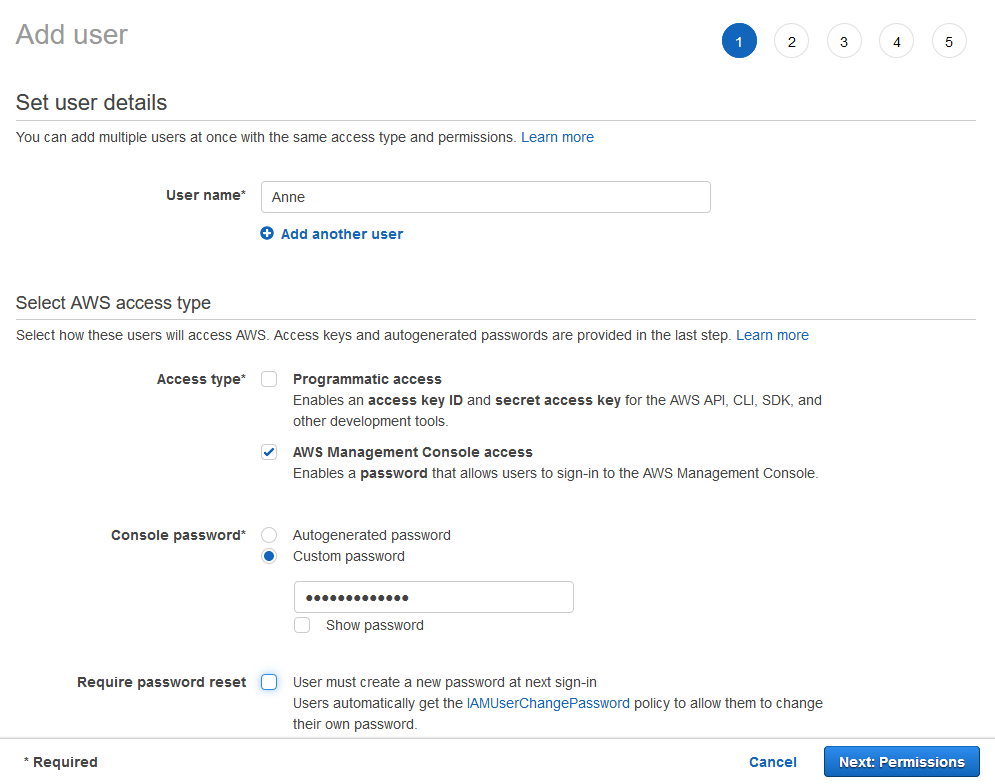 Add user
1 2 3 4 5
Set user details
You can add multiple users at once with the same access type and permissions. Learn more
User name* Anne
Add another user
Select AWS access type
Select how these users will access AWS. Access keys and autogenerated passwords are provided in the last step. Learn more
Access type* Programmatic access
Enables an access key ID and secret access key for the AWS API, CLI, SDK, and
other development tools.
AWS Management Console access
Enables a password that allows users to sign-in to the AWS Management Console.
Console password* Autogenerated password
Custom password
•••••••••••••
Show password
Require password reset User must create a new password at next sign-in
Users automatically get the IAMUserChangePassword policy to allow them to change
their own password.
* Required Cancel Next: Permissions